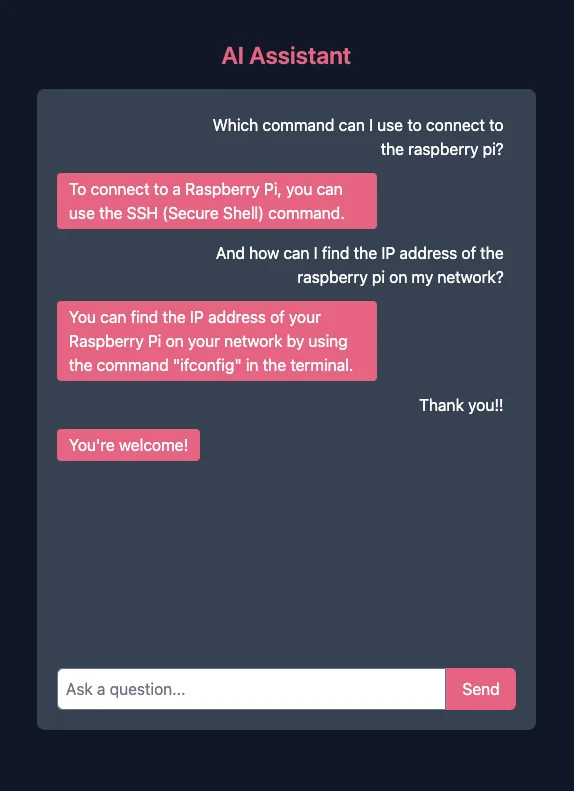 AI Assistant
Which command can I use to connect to
the raspberry pi?
To connect to a Raspberry Pi, you can
use the SSH (Secure Shell) command.
And how can I find the IP address of the
raspberry pi on my network?
You can find the IP address of your
Raspberry Pi on your network by using
the command "ifconfig" in the terminal.
Thank you!!
You're welcome!
Ask a question...
Send